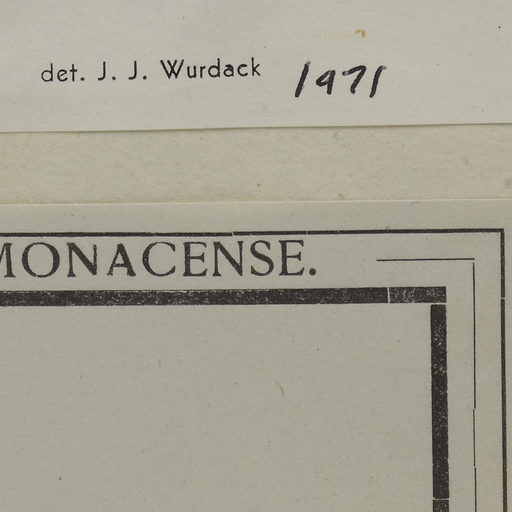 det. J. J. Wurdack 1971
MONACENSE.